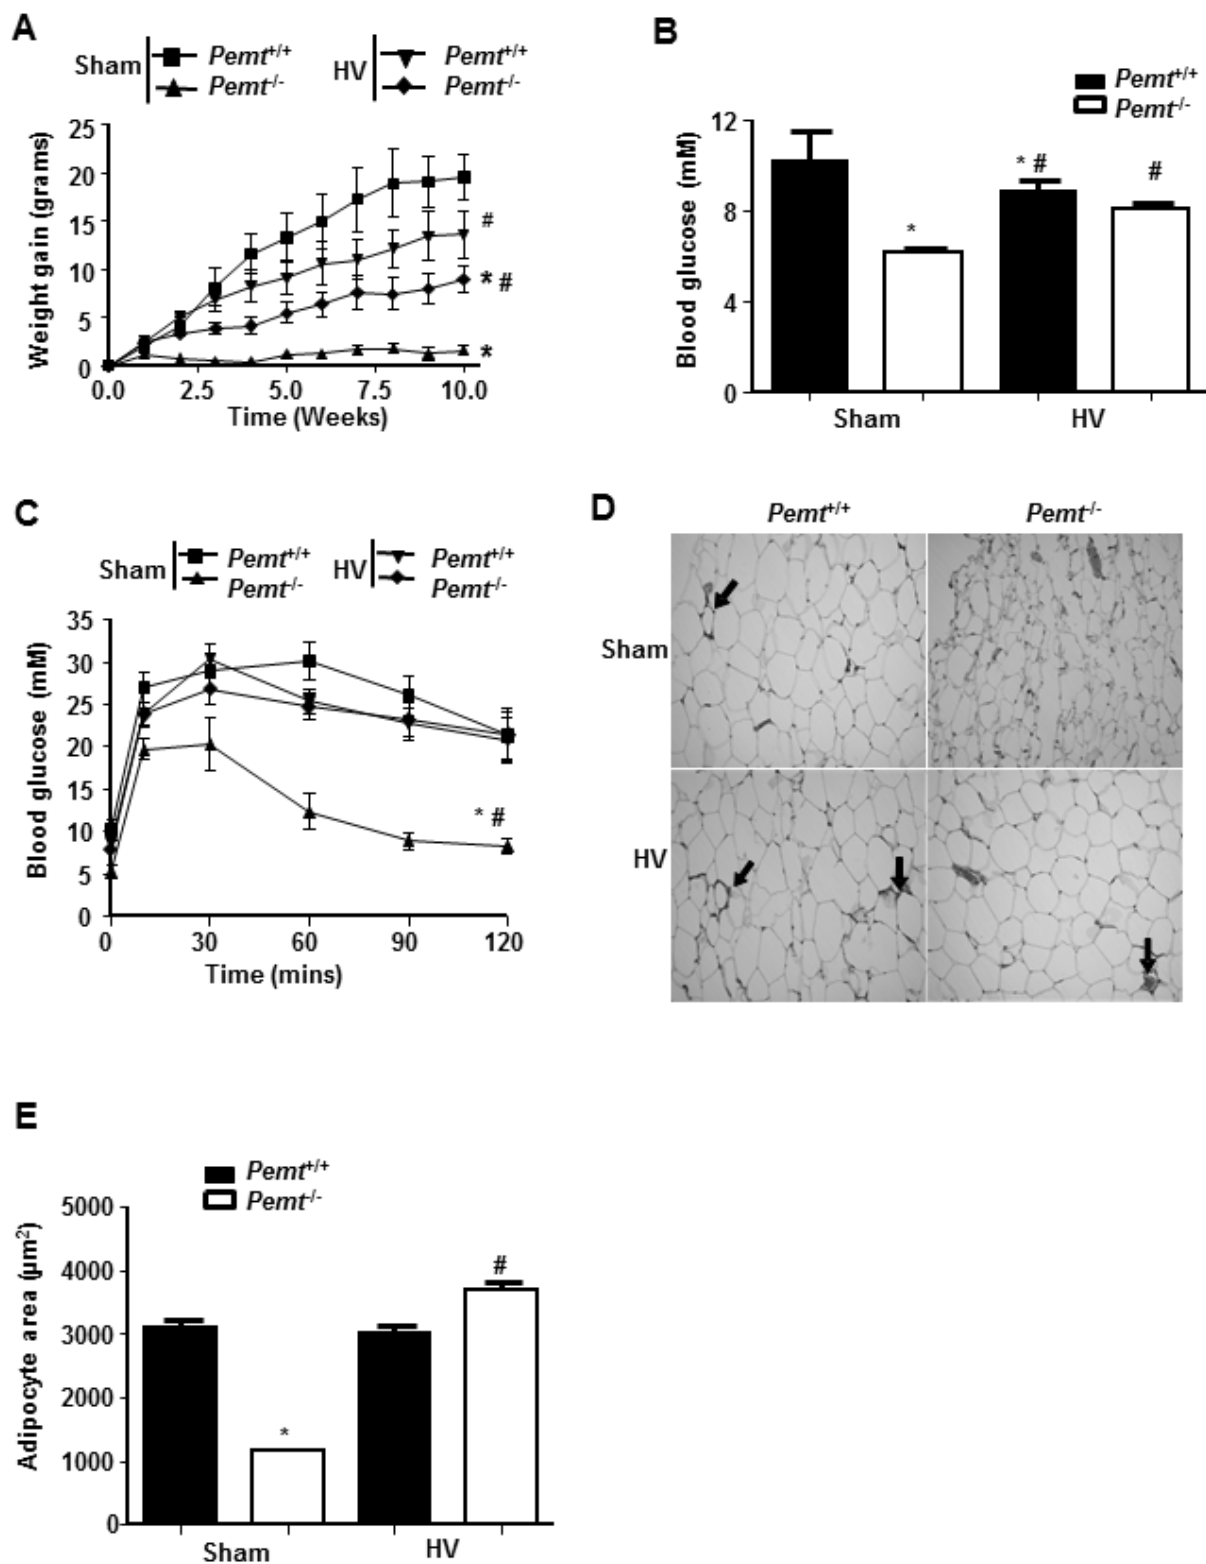 A
Sham
Pemt+/+
Pemt-/-
HV
Pemt+/+
Pemt-/-
Weight gain (grams)
25
20
15
10
5
0
#
* #
*
0.0 2.5 5.0 7.5 10.0
Time (Weeks)
B
Pemt+/+
Pemt-/-
Blood glucose (mM)
12
8
4
0
*
* #
#
Sham HV
C
Sham
Pemt+/+
Pemt-/-
HV
Pemt+/+
Pemt-/-
Blood glucose (mM)
35
30
25
20
15
10
5
0
* #
0 30 60 90 120
Time (mins)
D
Pemt+/+ Pemt-/-
Sham
HV
E
Pemt+/+
Pemt-/-
Adipocyte area (µm2)
5000
4000
3000
2000
1000
0
*
#
Sham HV